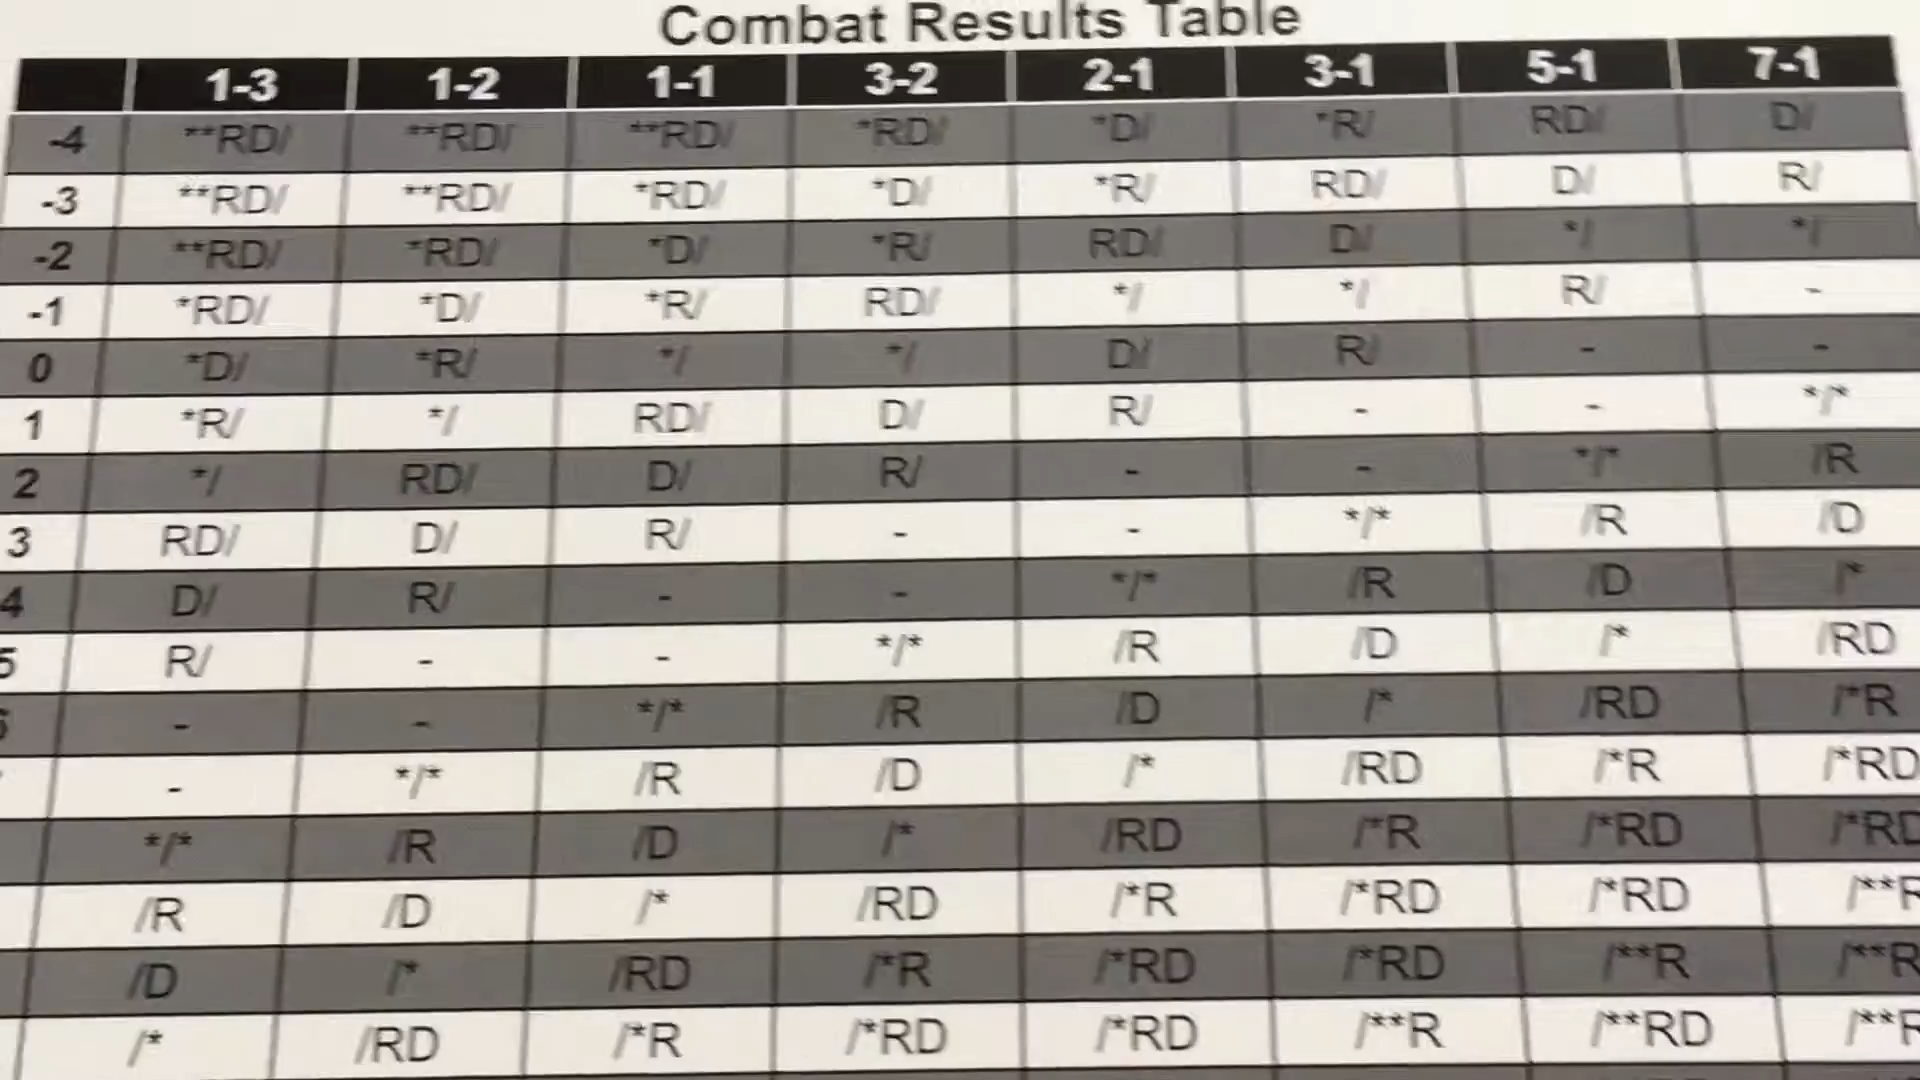 Combat Results Table
1-3 1-2 1-1 3-2 2-1 3-1 5-1 7-1
-4 **RD/ **RD/ **RD/ *RD/ *D/ *R/ RD/ D/
-3 **RD/ **RD/ *RD/ *D/ *R/ RD/ D/ R/
-2 **RD/ *RD/ *D/ *R/ RD/ D/ */ */
-1 *RD/ *D/ *R/ RD/ */ */ R/ -
0 *D/ *R/ */ */ D/ R/ - -
1 *R/ */ RD/ D/ R/ - - */*
2 */ RD/ D/ R/ - - */* /R
3 RD/ D/ R/ - - */* /R /D
4 D/ R/ - - */* /R /D /*
5 R/ - - */* /R /D /* /RD
- - */* /R /D /* /RD /*R
- */* /R /D /* /RD /*R /*RD
*/* /R /D /* /RD /*R /*RD /*RD
/R /D /* /RD /*R /*RD /*RD /**R
/D /* /RD /*R /*RD /*RD /**R /**R
/* /RD /*R /*RD /*RD /**R /**RD /**R